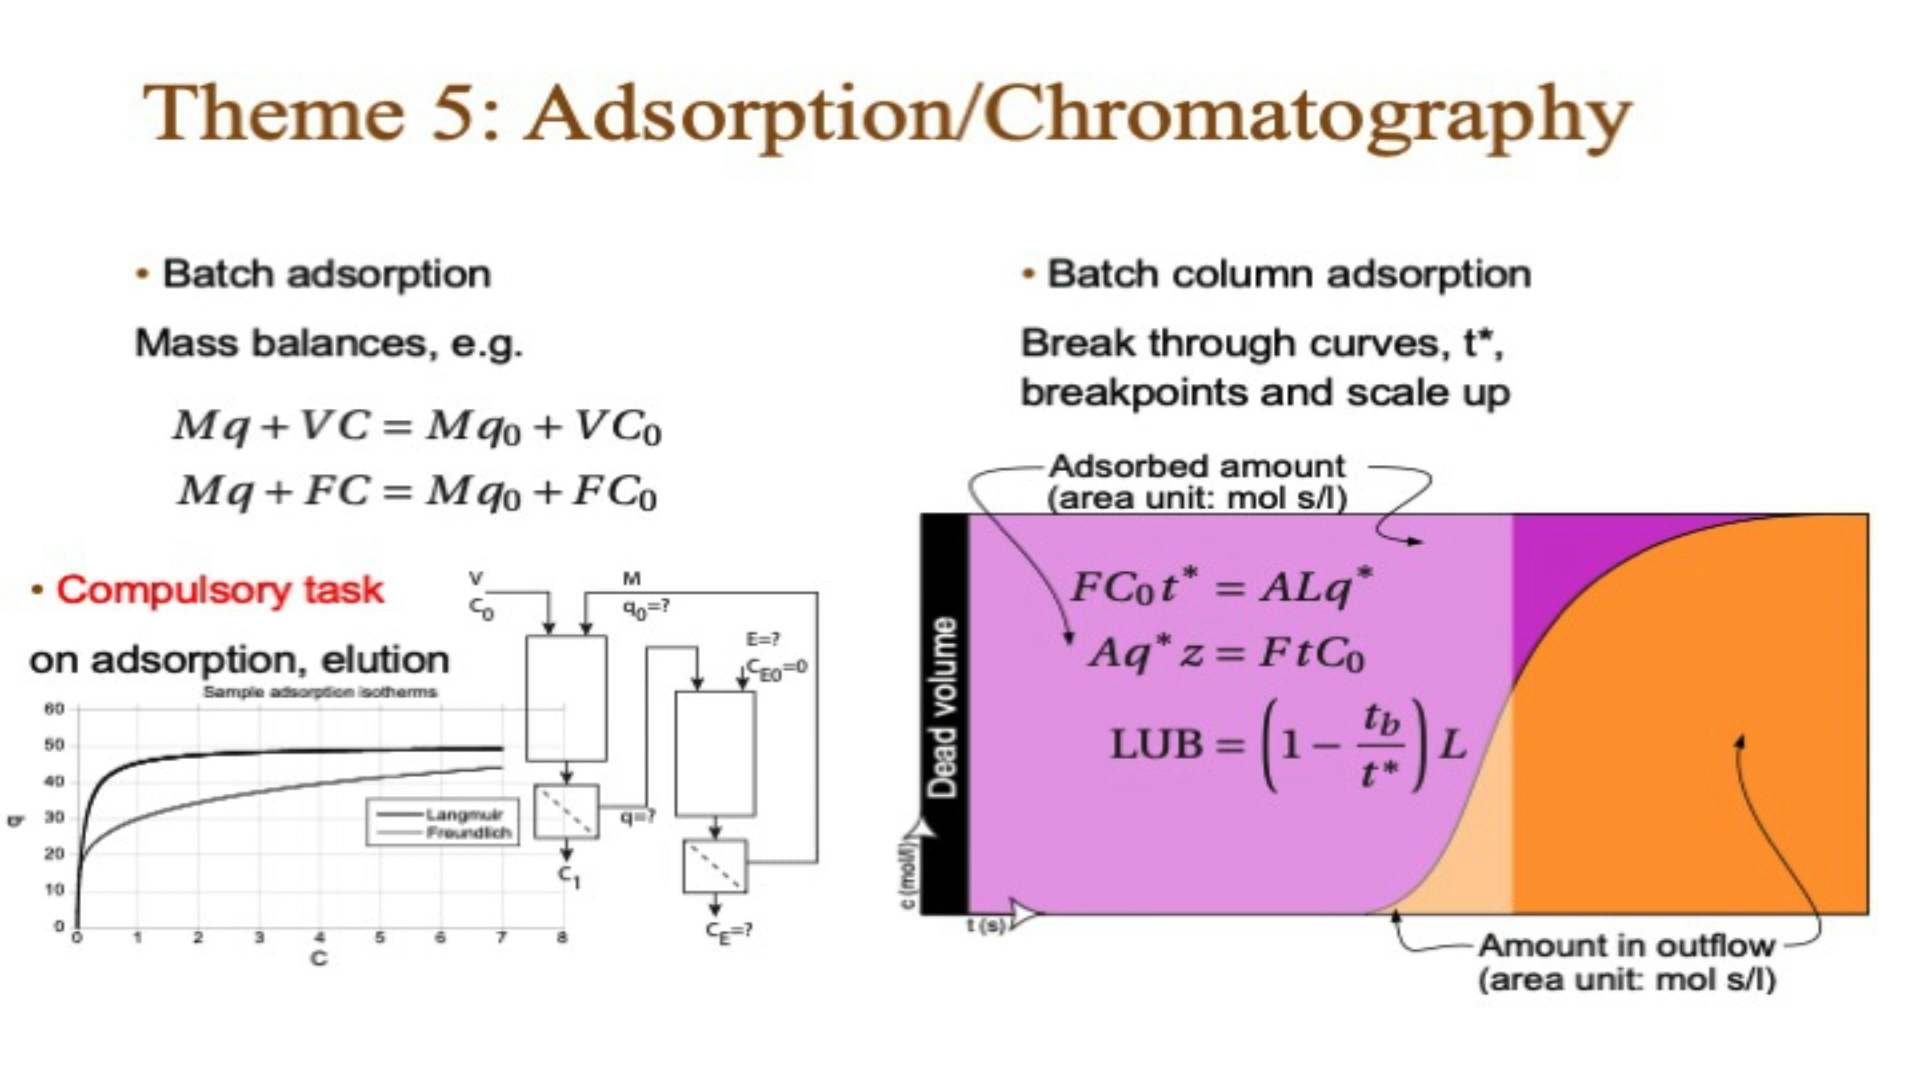 Theme 5: Adsorption/Chromatography
• Batch adsorption
Mass balances, e.g.
Mq + VC = Mq₀ + VC₀
Mq + FC = Mq₀ + FC₀
• Compulsory task
on adsorption, elution
Sample adsorption isotherms
60
50
40
30
20
10
0
q
0 1 2 3 4 5 6 7 8
C
Langmuir
Freundlich
V
C₀
M
q₀=?
E=?
C_E0=0
q=?
C₁
C_E=?
• Batch column adsorption
Break through curves, t*,
breakpoints and scale up
Adsorbed amount
(area unit: mol s/l)
FC₀t* = ALq*
Aq*z = FtC₀
LUB = (1 − t_b/t*) L
Dead volume
c (mol/l)
t (s)
Amount in outflow
(area unit: mol s/l)